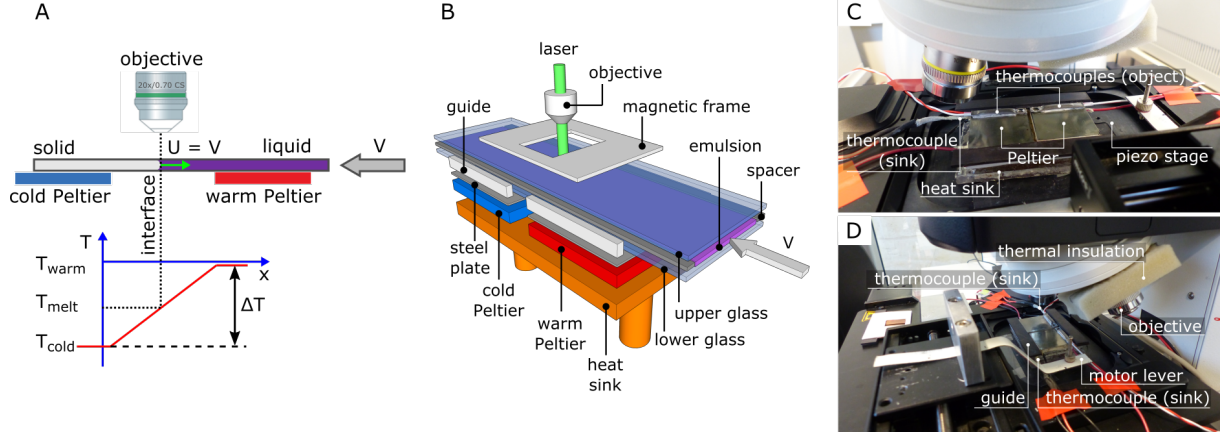 A
objective
20x/0.70 CS
solid
U = V
liquid
V
cold Peltier
warm Peltier
interface
T
x
T_warm
T_melt
T_cold
ΔT
B
laser
objective
guide
magnetic frame
emulsion
spacer
V
steel
plate
cold
Peltier
warm
Peltier
heat
sink
upper glass
lower glass
C
thermocouples (object)
thermocouple
(sink)
Peltier
piezo stage
heat sink
D
thermal insulation
thermocouple
(sink)
objective
motor lever
guide
thermocouple (sink)